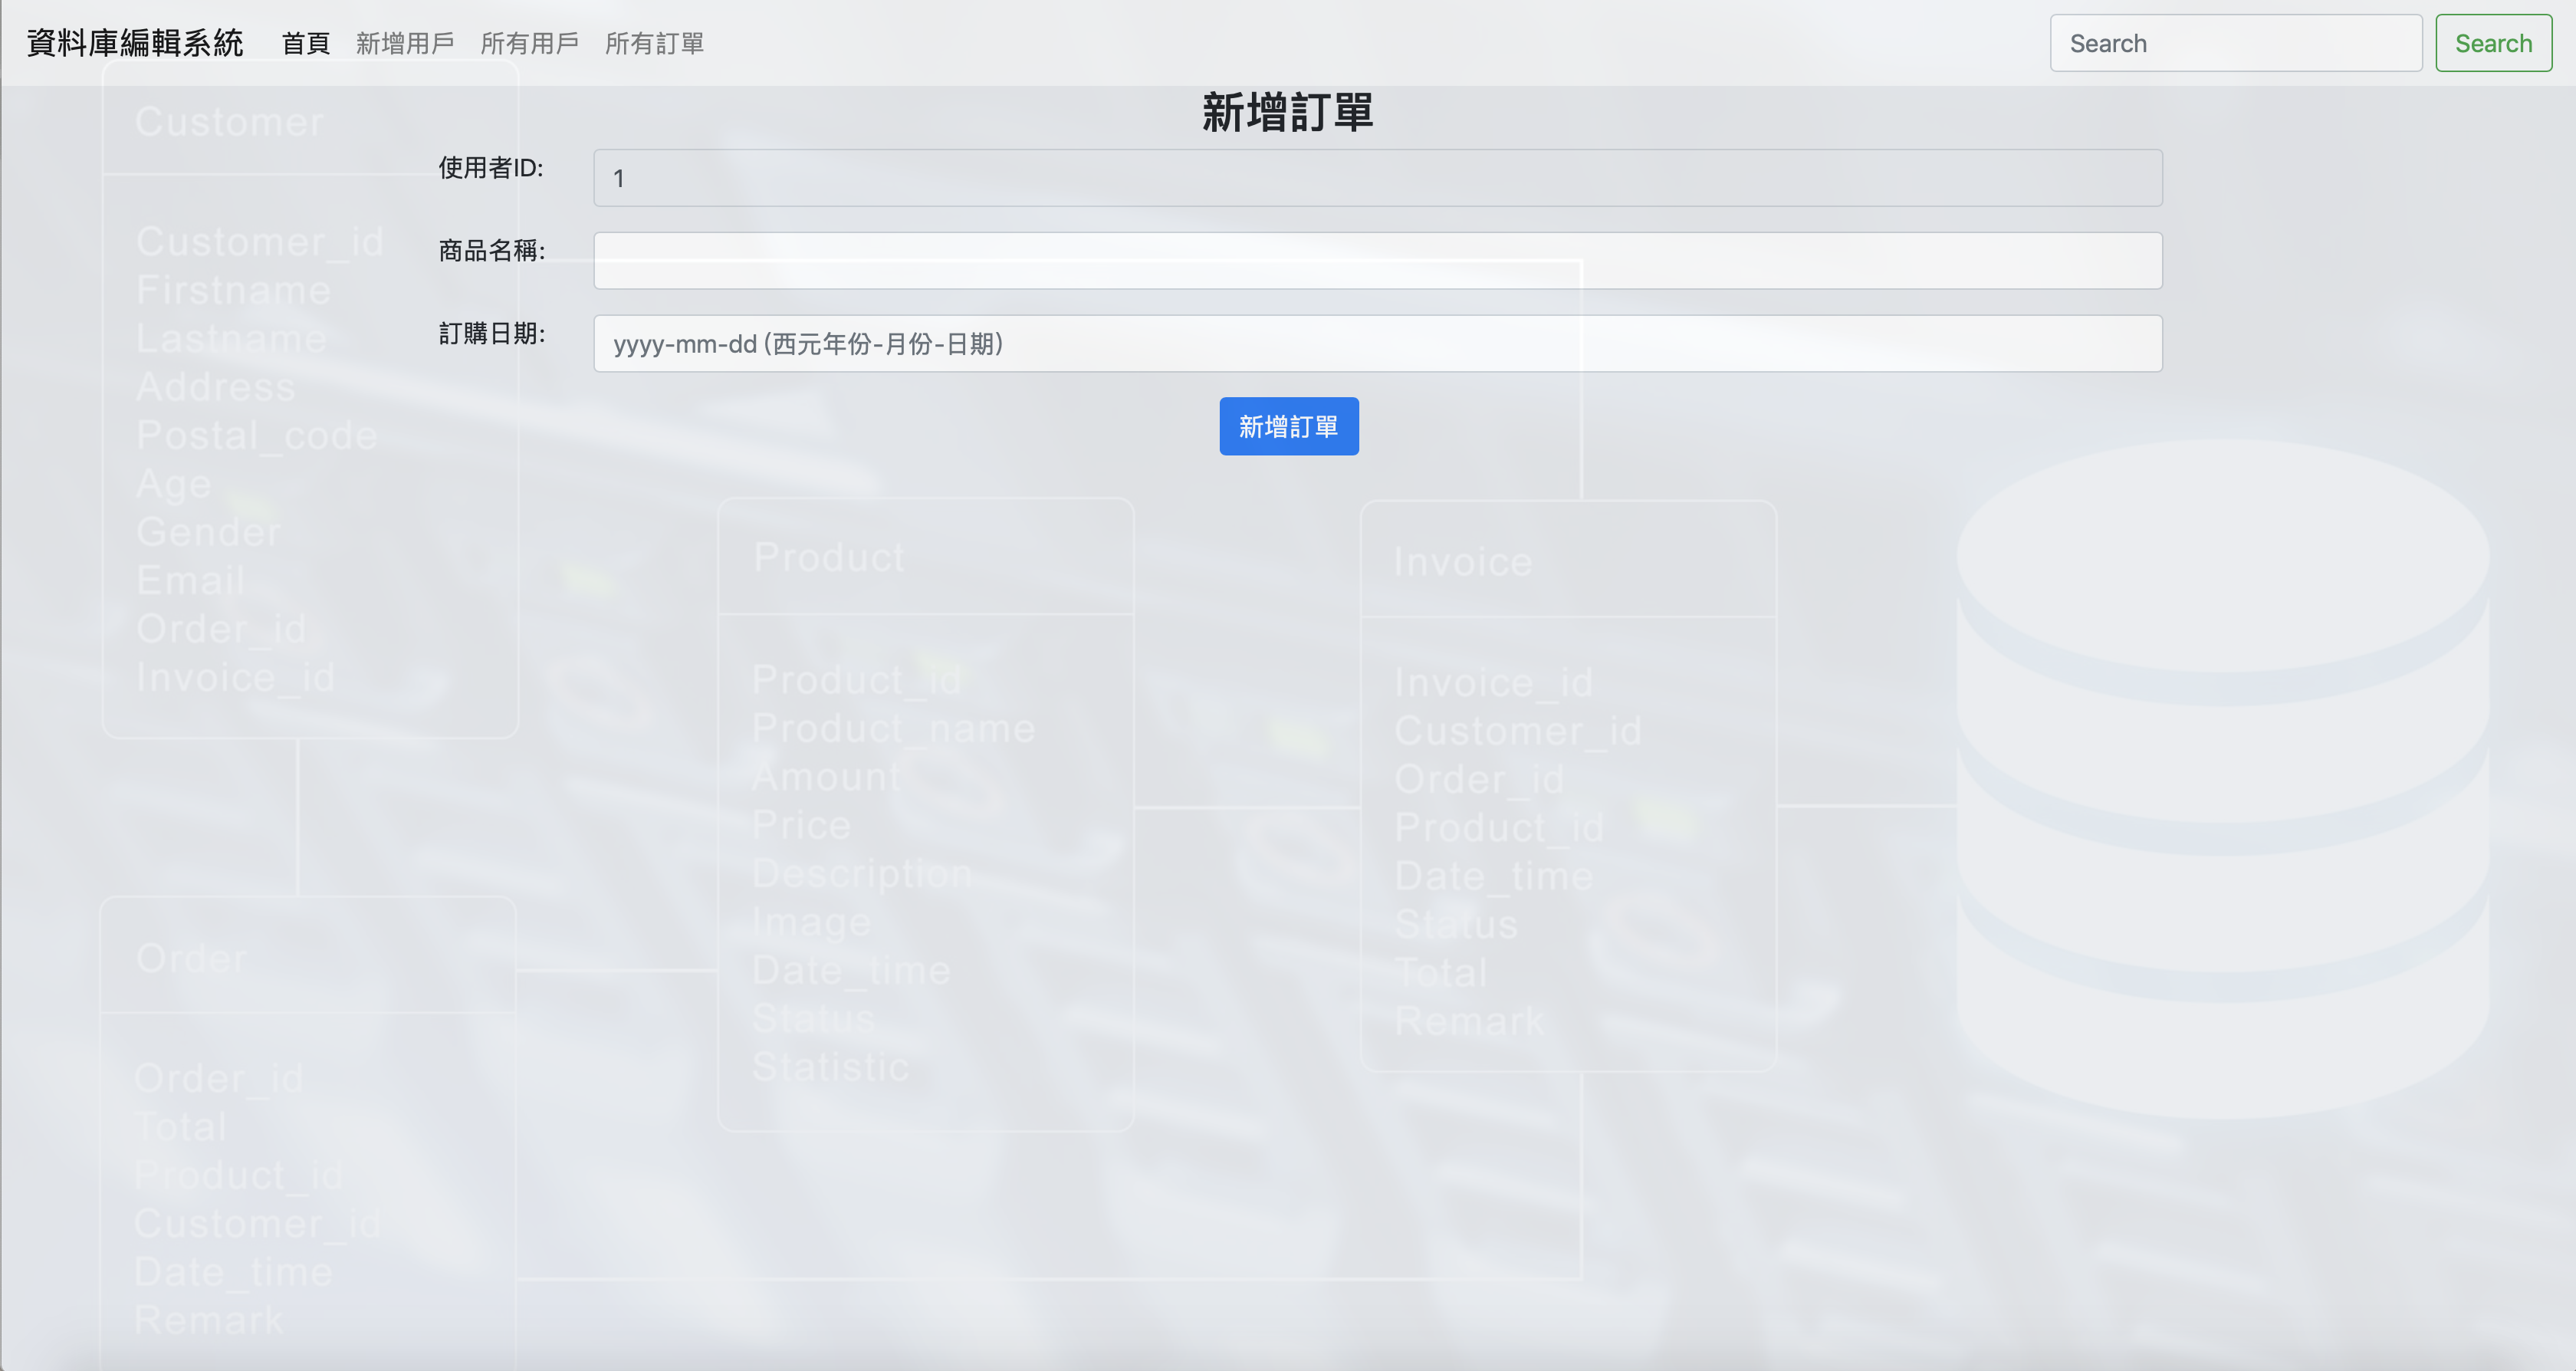 資料庫編輯系統 首頁 新增用戶 所有用戶 所有訂單 Search Search
新增訂單
使用者ID: 1
商品名稱:
訂購日期: yyyy-mm-dd (西元年份-月份-日期)
新增訂單
Customer
Customer_id
Firstname
Lastname
Address
Postal_code
Age
Gender
Email
Order_id
Invoice_id
Product
Product_id
Product_name
Amount
Price
Description
Image
Date_time
Status
Statistic
Invoice
Invoice_id
Customer_id
Order_id
Product_id
Date_time
Status
Total
Remark
Order
Order_id
Total
Product_id
Customer_id
Date_time
Remark